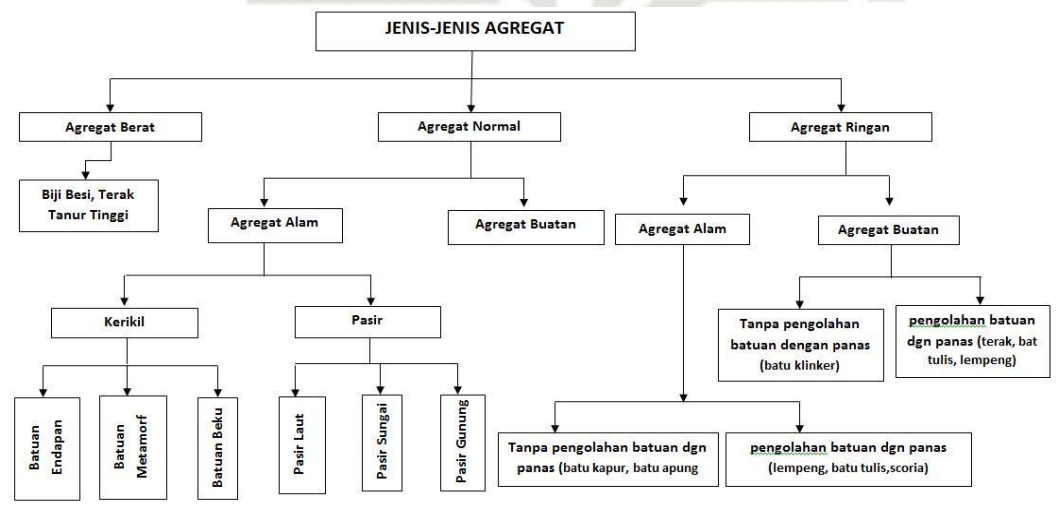 JENIS-JENIS AGREGAT
Agregat Berat
Agregat Normal
Agregat Ringan
Biji Besi, Terak
Tanur Tinggi
Agregat Alam
Agregat Buatan
Agregat Alam
Agregat Buatan
Kerikil
Pasir
Tanpa pengolahan
batuan dengan panas
(batu klinker)
pengolahan batuan
dgn panas (terak, bat
tulis, lempeng)
Batuan
Endapan
Batuan
Metamorf
Batuan Beku
Pasir Laut
Pasir Sungai
Pasir Gunung
Tanpa pengolahan batuan dgn
panas (batu kapur, batu apung
pengolahan batuan dgn panas
(lempeng, batu tulis,scoria)